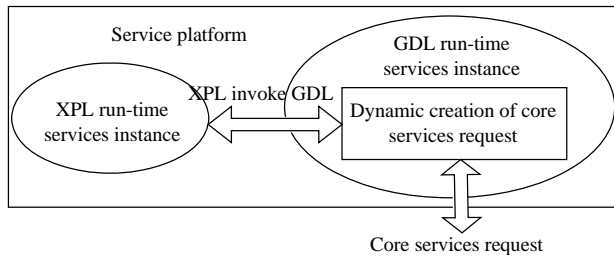 Service platform
GDL run-time
services instance
XPL invoke GDL
XPL run-time
services instance
Dynamic creation of core
services request
Core services request